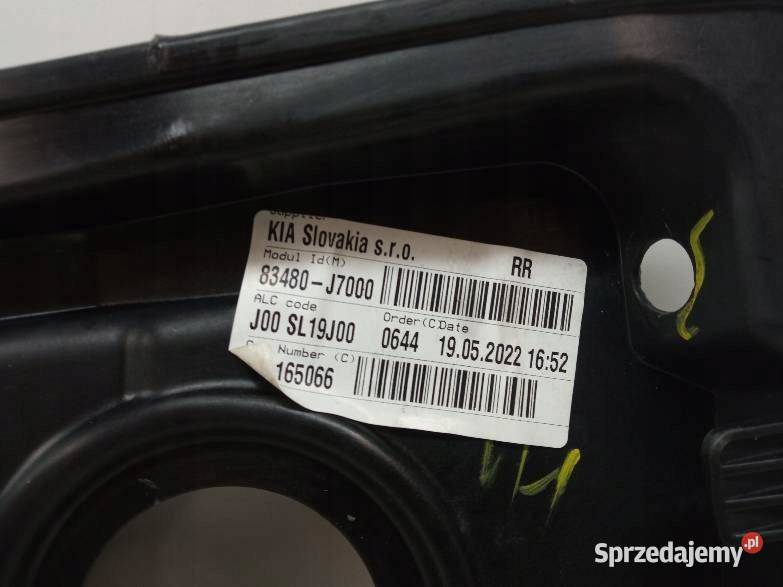 Supplier
KIA Slovakia s.r.o. RR
Modul Id(M)
83480-J7000
ALC code Order(C) Date
J00 SL19J00 0644 19.05.2022 16:52
Number (C)
165066
Sprzedajemy.pl